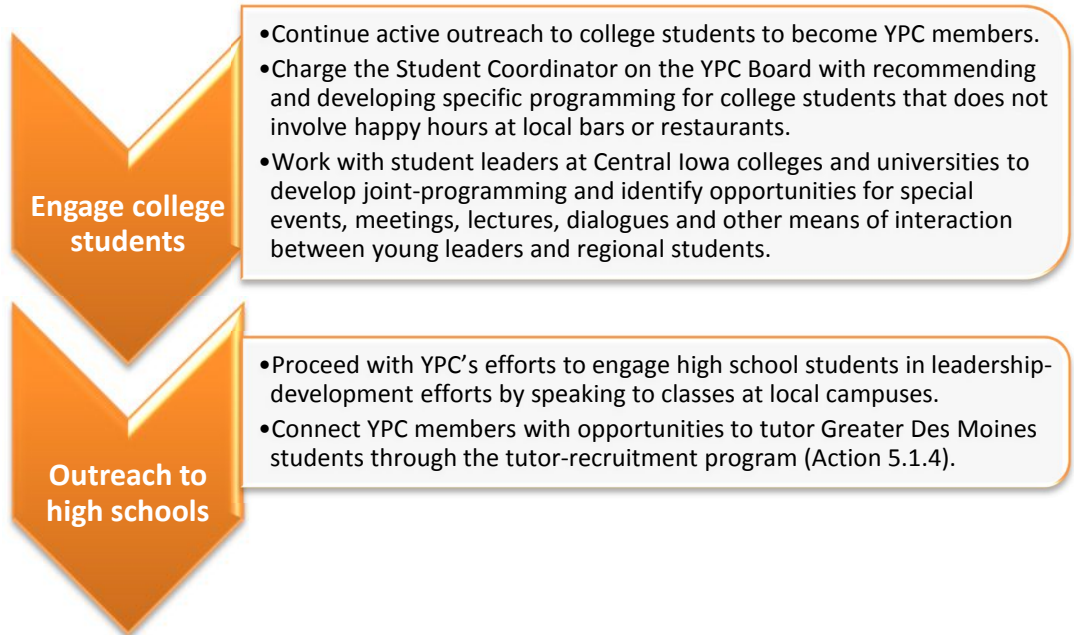 Engage college
students
•Continue active outreach to college students to become YPC members.
•Charge the Student Coordinator on the YPC Board with recommending
and developing specific programming for college students that does not
involve happy hours at local bars or restaurants.
•Work with student leaders at Central Iowa colleges and universities to
develop joint-programming and identify opportunities for special
events, meetings, lectures, dialogues and other means of interaction
between young leaders and regional students.
Outreach to
high schools
•Proceed with YPC’s efforts to engage high school students in leadership-
development efforts by speaking to classes at local campuses.
•Connect YPC members with opportunities to tutor Greater Des Moines
students through the tutor-recruitment program (Action 5.1.4).